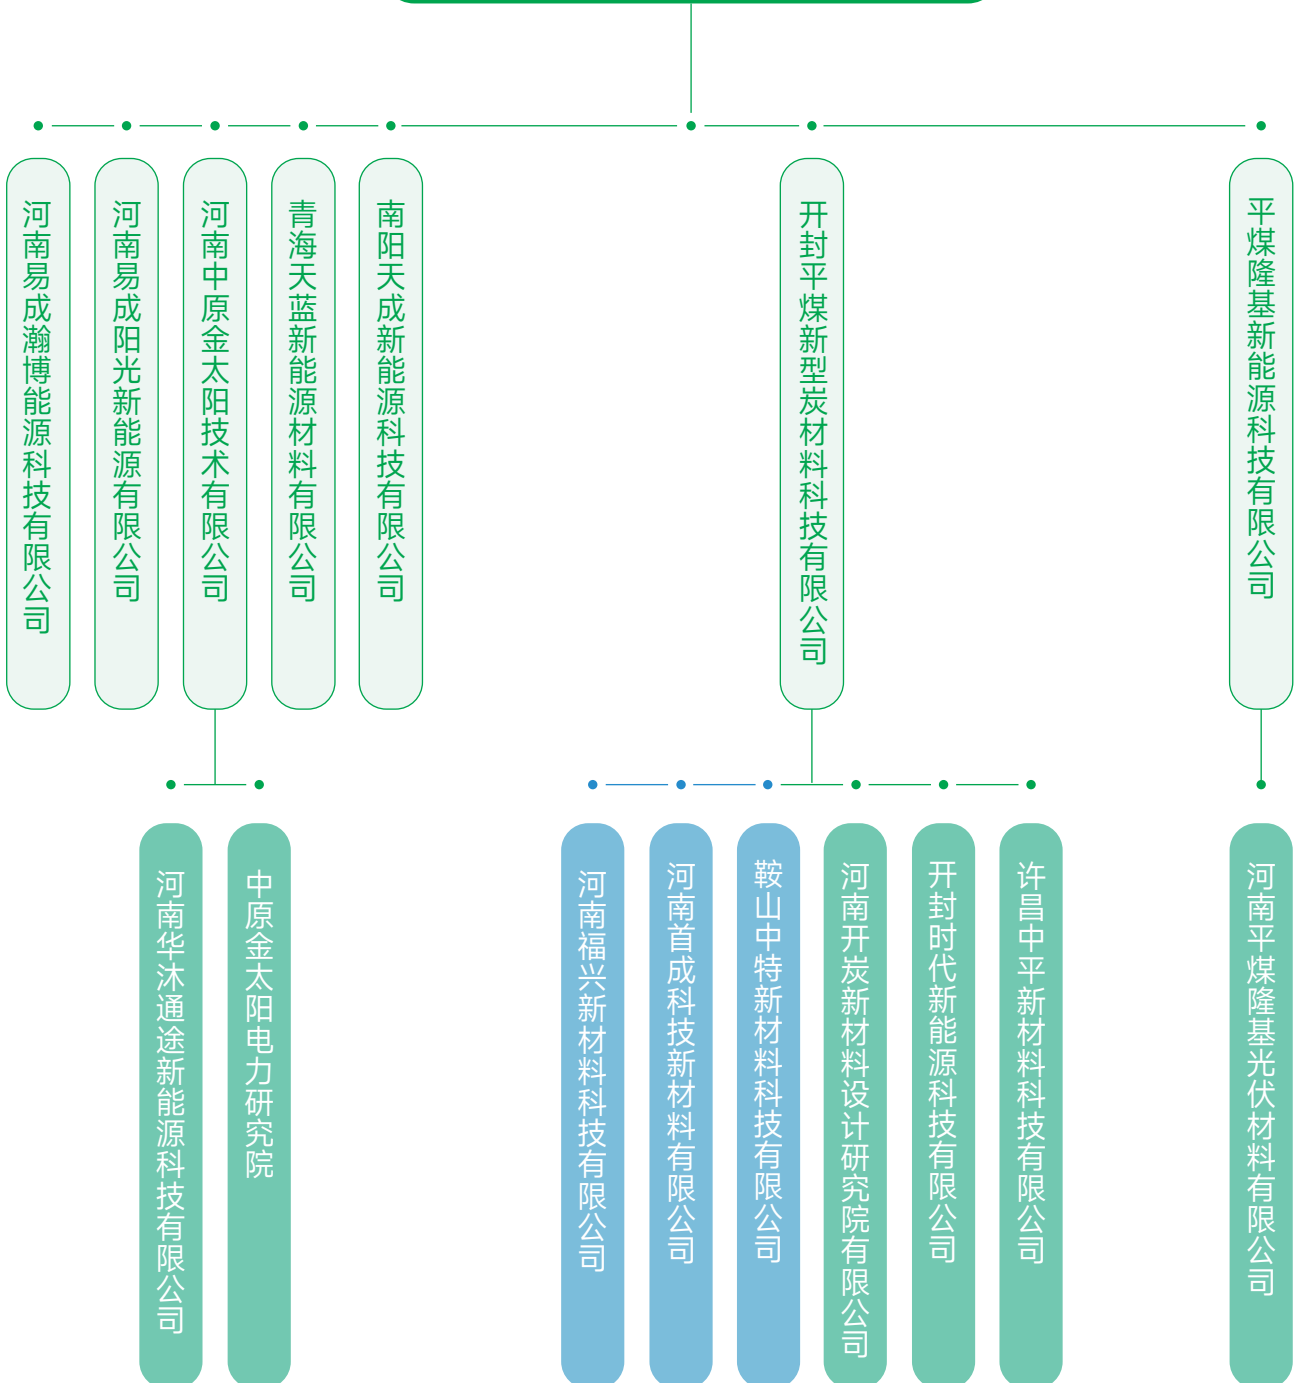 河南易成瀚博能源科技有限公司
河南易成阳光新能源有限公司
河南中原金太阳技术有限公司
青海天蓝新能源材料有限公司
南阳天成新能源科技有限公司
开封平煤新型炭材料科技有限公司
平煤隆基新能源科技有限公司
河南华沐通途新能源科技有限公司
中原金太阳电力研究院
河南福兴新材料科技有限公司
河南首成科技新材料有限公司
鞍山中特新材料科技有限公司
河南开炭新材料设计研究院有限公司
开封时代新能源科技有限公司
许昌中平新材料科技有限公司
河南平煤隆基光伏材料有限公司